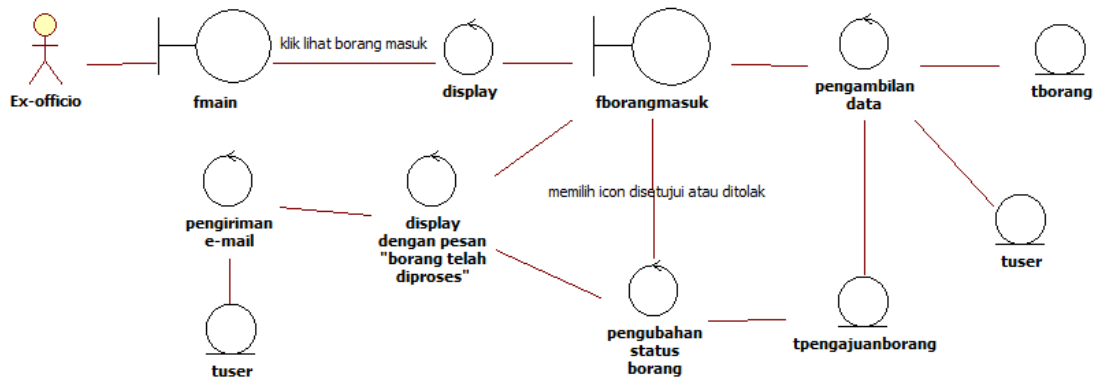 klik lihat borang masuk
Ex-officio
fmain
display
fborangmasuk
pengambilan
data
tborang
memilih icon disetujui atau ditolak
pengiriman
e-mail
display
dengan pesan
"borang telah
diproses"
tuser
tuser
pengubahan
status
borang
tpengajuanborang